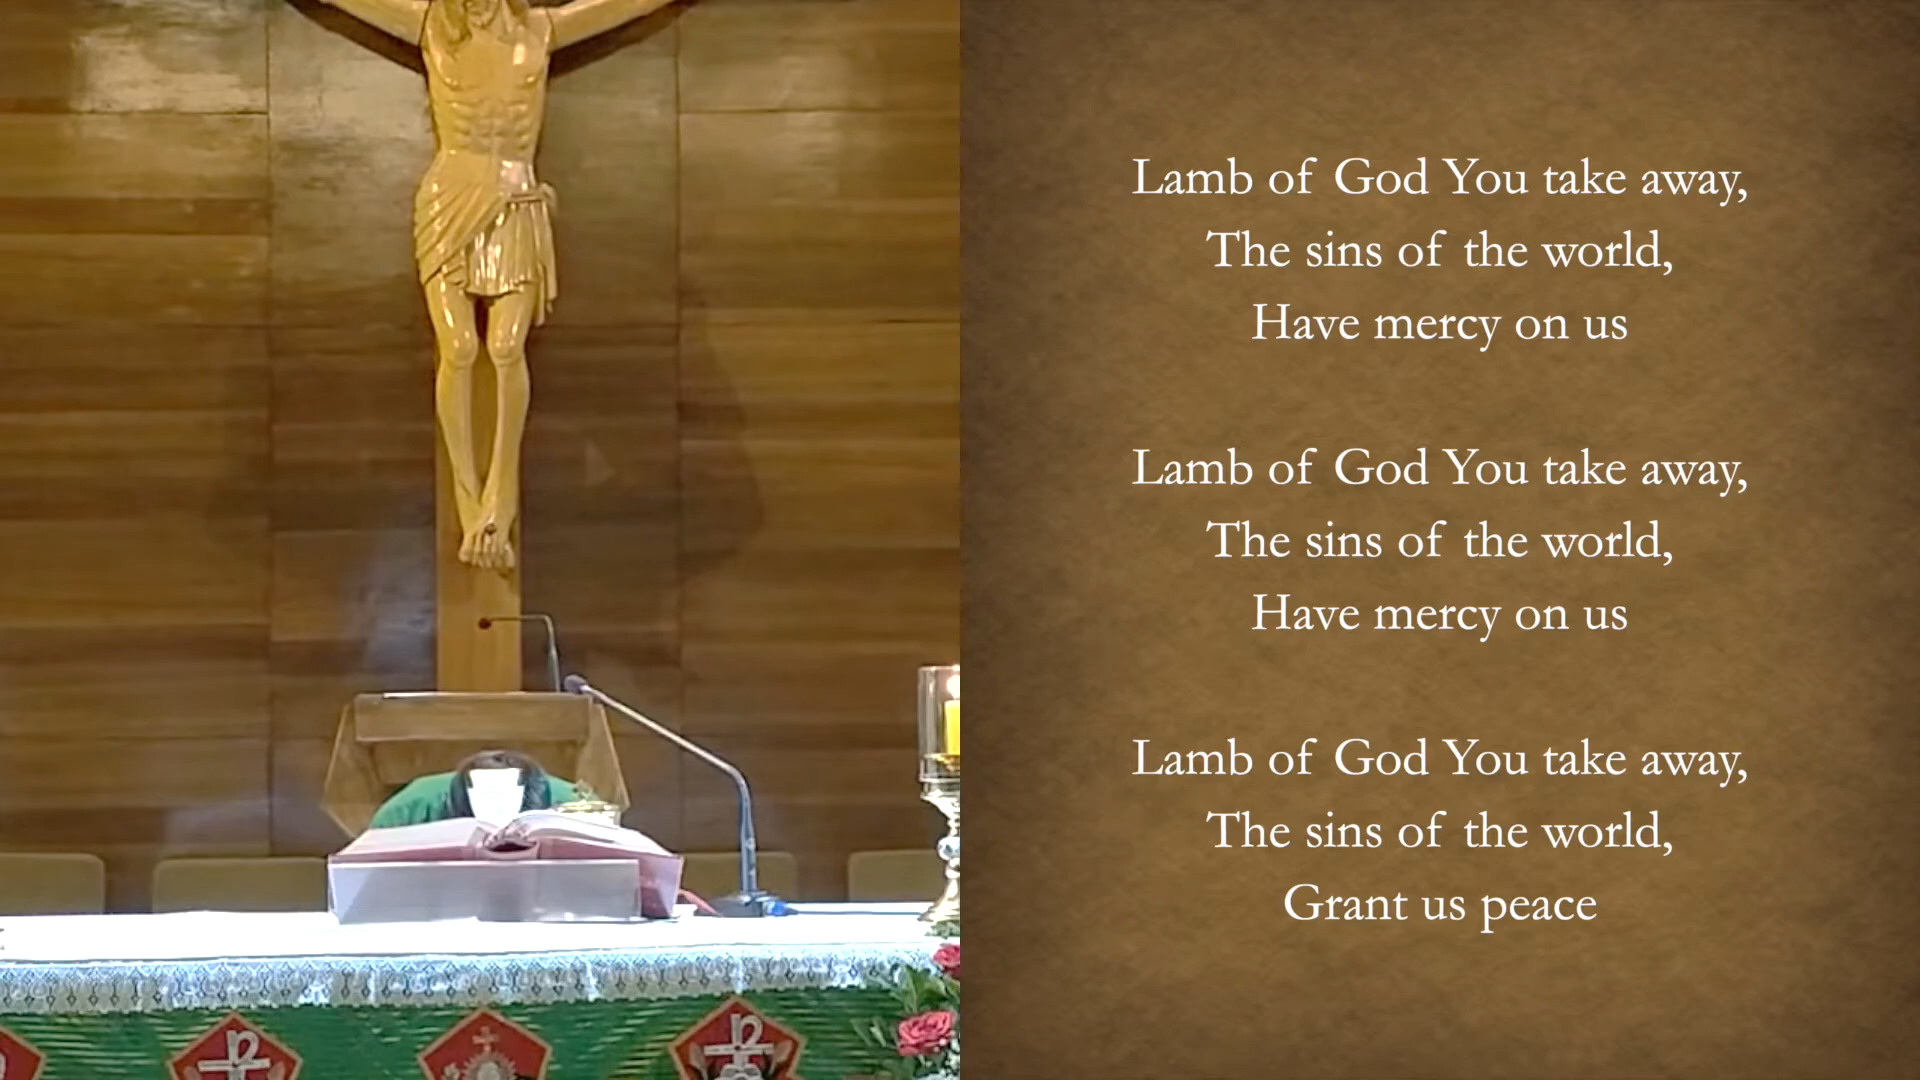 Lamb of God You take away,
The sins of the world,
Have mercy on us
Lamb of God You take away,
The sins of the world,
Have mercy on us
Lamb of God You take away,
The sins of the world,
Grant us peace